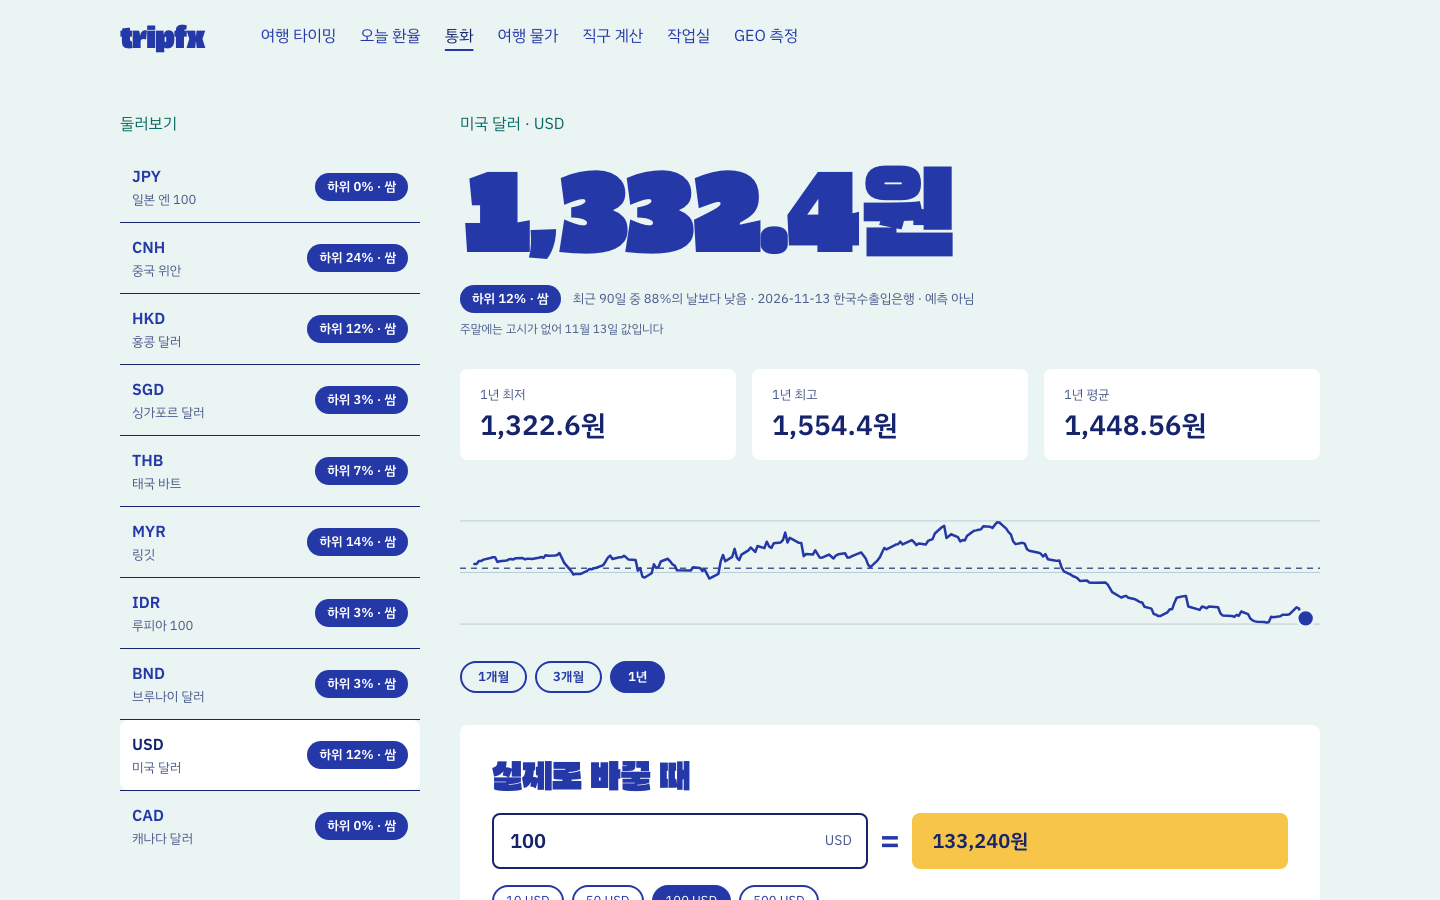 tripfx
여행 타이밍 오늘 환율 통화 여행 물가 직구 계산 작업실 GEO 측정
둘러보기
JPY
일본 엔 100
하위 0% · 쌈
CNH
중국 위안
하위 24% · 쌈
HKD
홍콩 달러
하위 12% · 쌈
SGD
싱가포르 달러
하위 3% · 쌈
THB
태국 바트
하위 7% · 쌈
MYR
링깃
하위 14% · 쌈
IDR
루피아 100
하위 3% · 쌈
BND
브루나이 달러
하위 3% · 쌈
USD
미국 달러
하위 12% · 쌈
CAD
캐나다 달러
하위 0% · 쌈
미국 달러 · USD
1,332.4원
하위 12% · 쌈 최근 90일 중 88%의 날보다 낮음 · 2026-11-13 한국수출입은행 · 예측 아님
주말에는 고시가 없어 11월 13일 값입니다
1년 최저
1,322.6원
1년 최고
1,554.4원
1년 평균
1,448.56원
1개월 3개월 1년
실제로 바꿀 때
100 USD = 133,240원
10 USD 50 USD 100 USD 500 USD